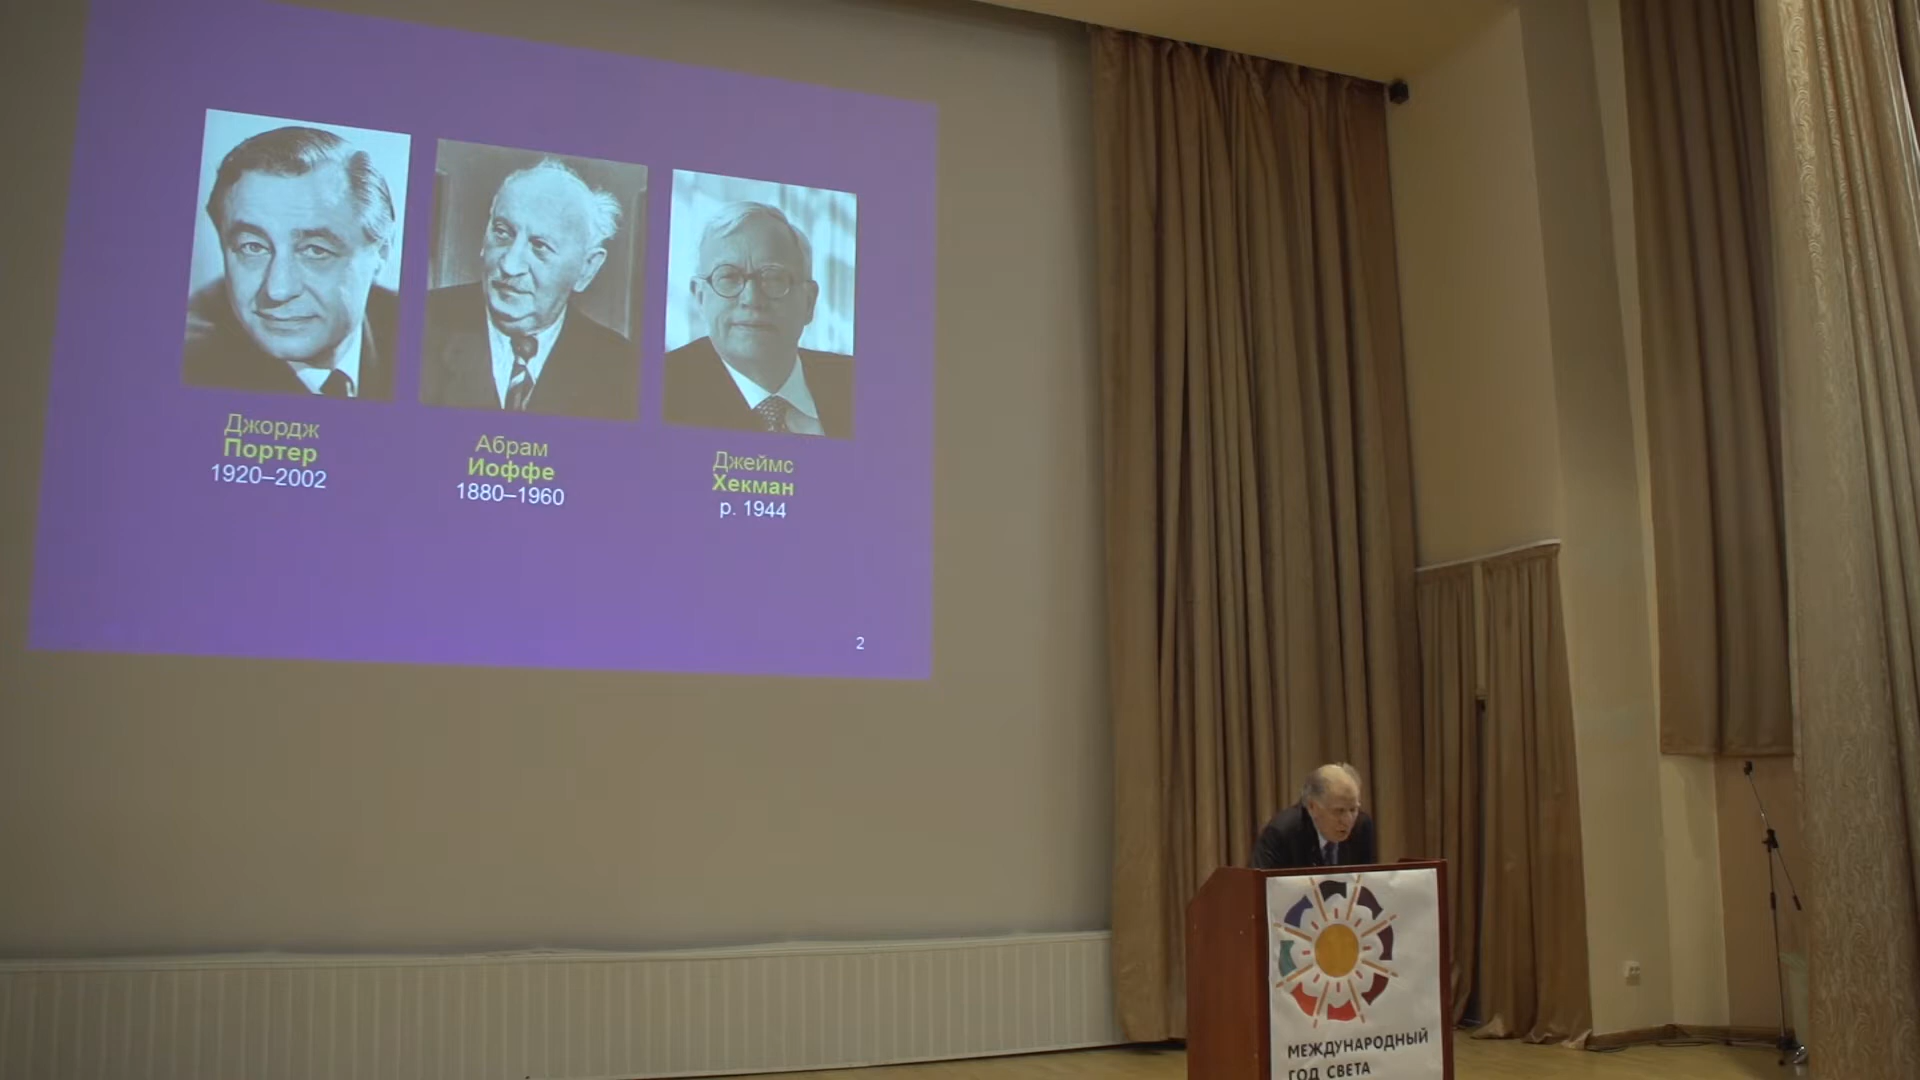 Джордж
Портер
1920–2002
Абрам
Иоффе
1880–1960
Джеймс
Хекман
р. 1944
2
МЕЖДУНАРОДНЫЙ
ГОД СВЕТА